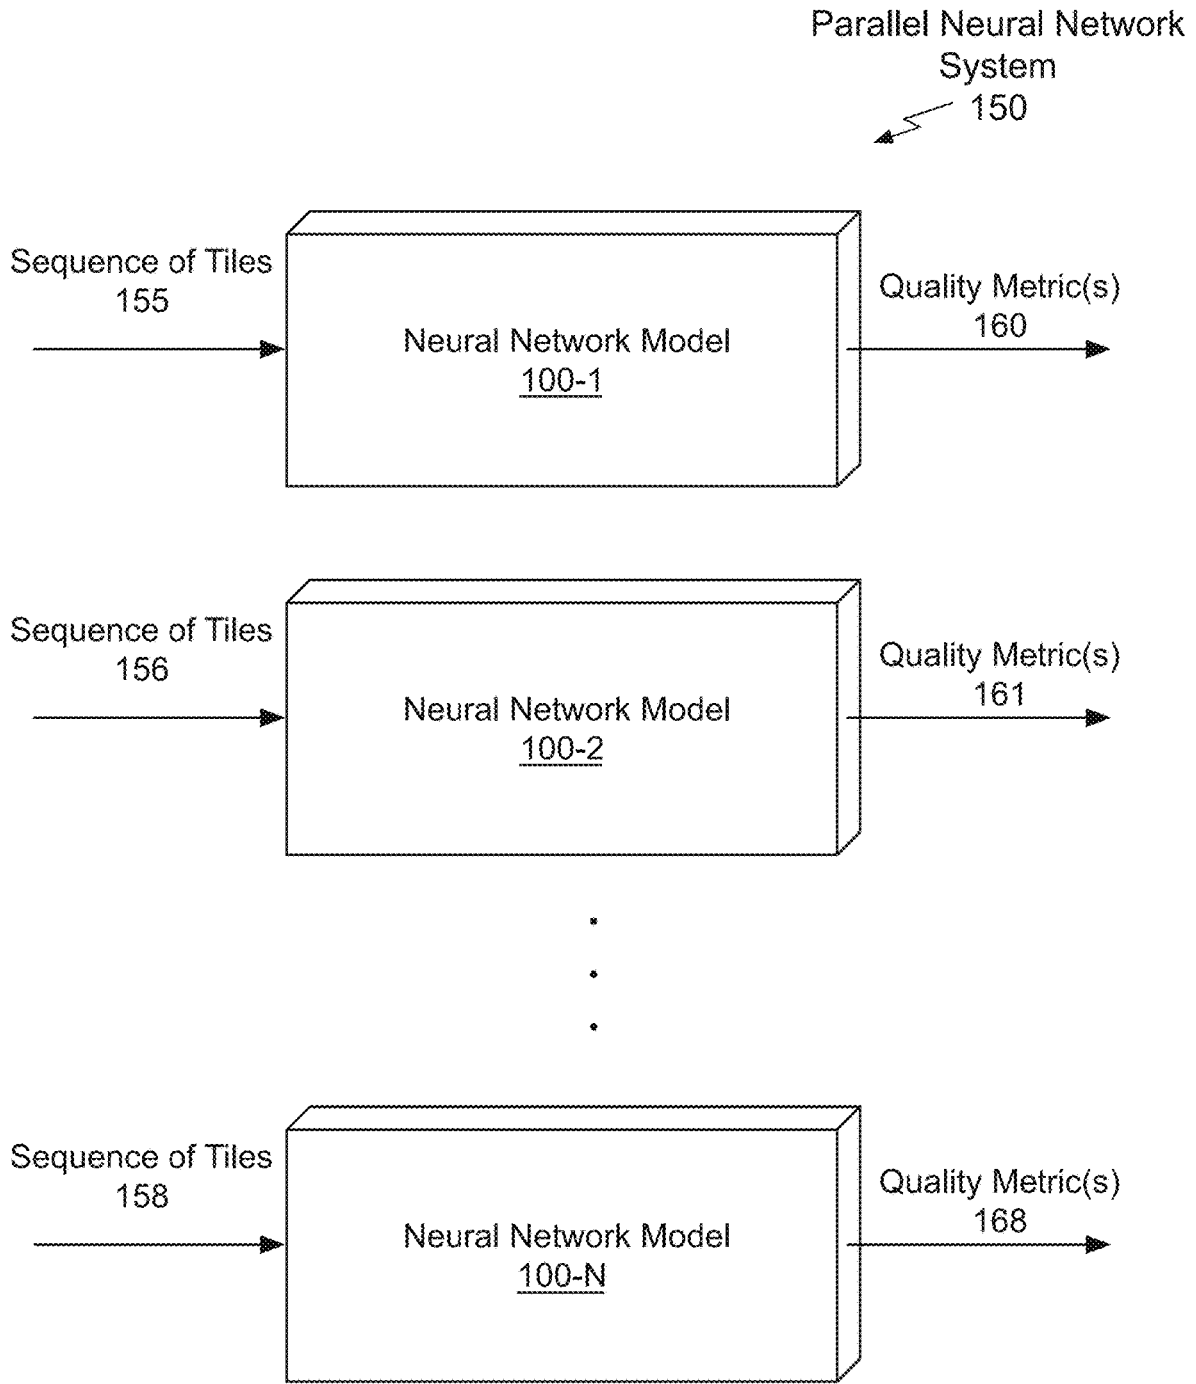 Parallel Neural Network
System
150
Sequence of Tiles
155
Neural Network Model
100-1
Quality Metric(s)
160
Sequence of Tiles
156
Neural Network Model
100-2
Quality Metric(s)
161
Sequence of Tiles
158
Neural Network Model
100-N
Quality Metric(s)
168